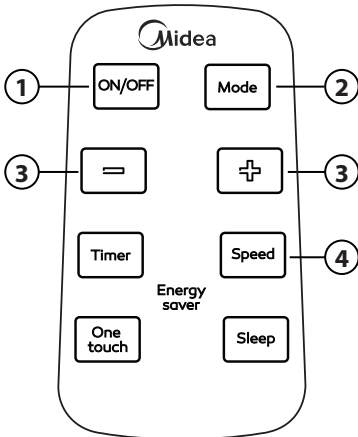 Midea
1 ON/OFF Mode 2
3 − + 3
Timer Speed 4
Energy
saver
One
touch
Sleep